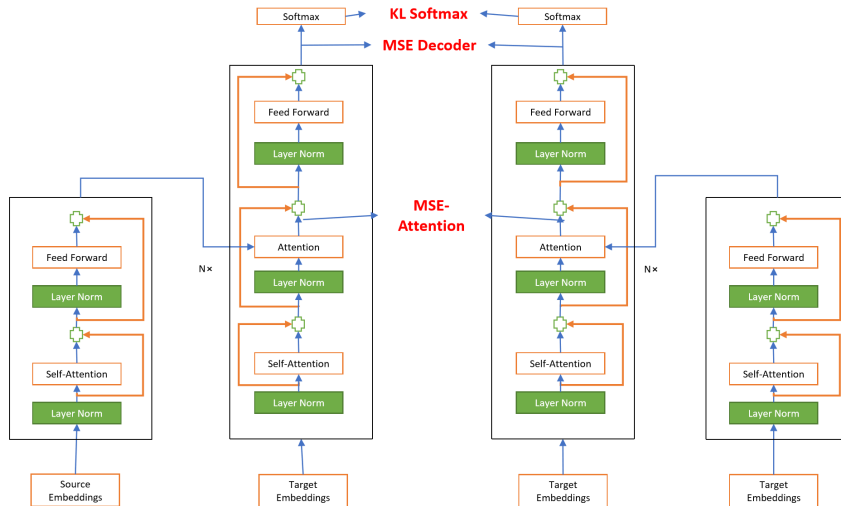 Softmax
KL Softmax
Softmax
MSE Decoder
Feed Forward
Feed Forward
Layer Norm
Layer Norm
MSE-
Attention
Attention
Attention
Feed Forward
Feed Forward
N×
N×
Layer Norm
Layer Norm
Layer Norm
Layer Norm
Self-Attention
Self-Attention
Self-Attention
Self-Attention
Layer Norm
Layer Norm
Layer Norm
Layer Norm
Source
Embeddings
Target
Embeddings
Target
Embeddings
Target
Embeddings